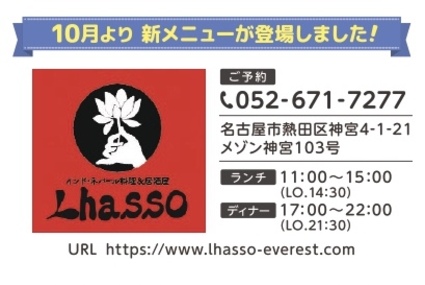 10月より 新メニューが登場しました!
ご予約
052-671-7277
名古屋市熱田区神宮4-1-21
メゾン神宮103号
インド・ネパール料理&居酒屋
Lhasso
ランチ 11:00〜15:00
(LO.14:30)
ディナー 17:00〜22:00
(LO.21:30)
URL https://www.lhasso-everest.com